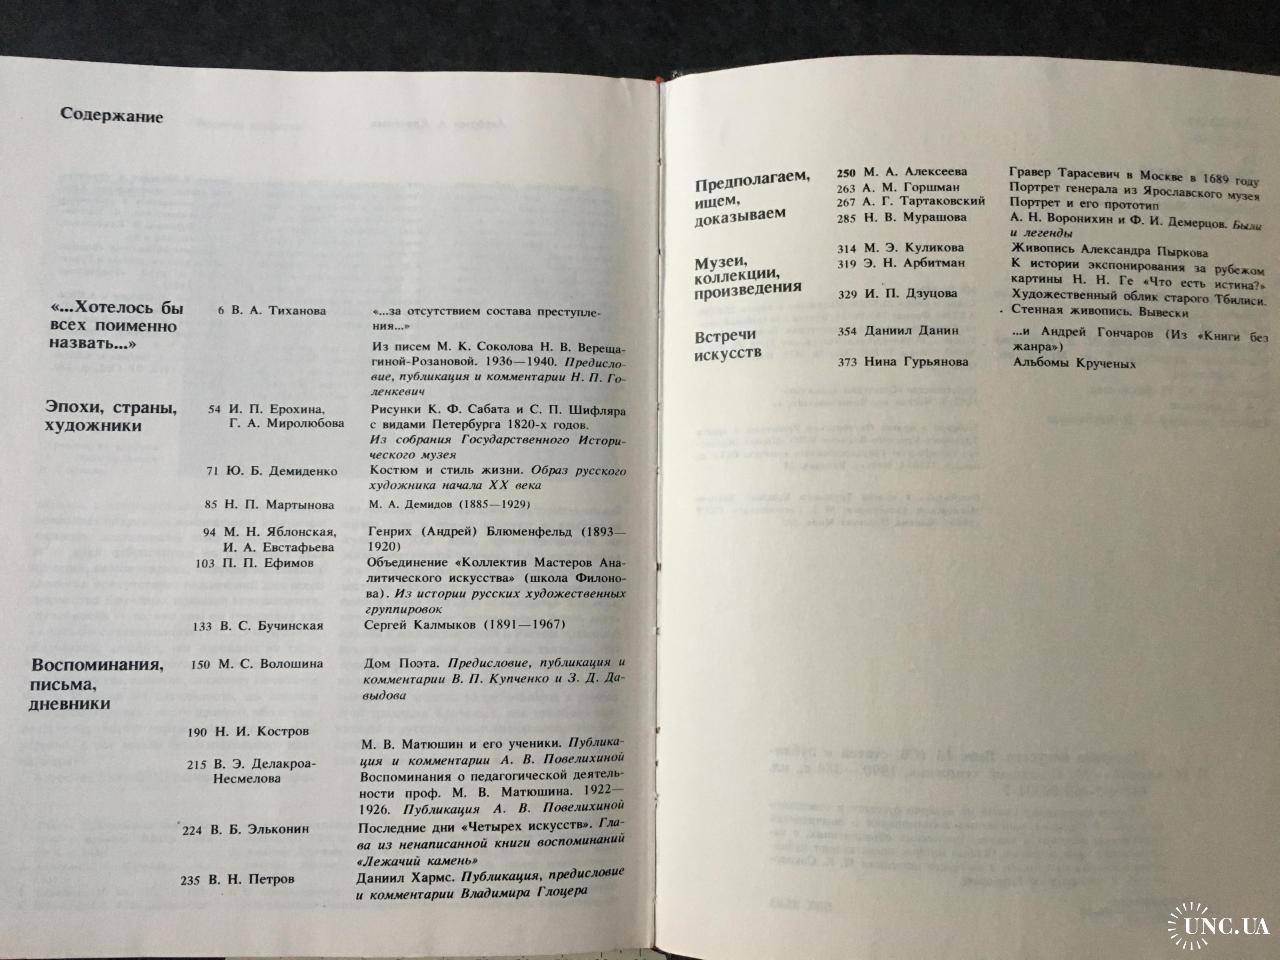 Содержание
«...Хотелось бы
всех поименно
назвать...»
6 В. А. Тиханова
«...за отсутствием состава преступле-
ния...»
Из писем М. К. Соколова Н. В. Вереща-
гиной-Розановой. 1936—1940. Предисло-
вие, публикация и комментарии Н. П. Го-
ленкевич
Эпохи, страны,
художники
54 И. П. Ерохина,
Г. А. Миролюбова
Рисунки К. Ф. Сабата и С. П. Шифляра
с видами Петербурга 1820-х годов.
Из собрания Государственного Истори-
ческого музея
71 Ю. Б. Демиденко
Костюм и стиль жизни. Образ русского
художника начала XX века
85 Н. П. Мартынова
М. А. Демидов (1885—1929)
94 М. Н. Яблонская,
И. А. Евстафьева
Генрих (Андрей) Блюменфельд (1893—
1920)
103 П. П. Ефимов
Объединение «Коллектив Мастеров Ана-
литического искусства» (школа Филоно-
ва). Из истории русских художественных
группировок
133 В. С. Бучинская
Сергей Калмыков (1891—1967)
Воспоминания,
письма,
дневники
150 М. С. Волошина
Дом Поэта. Предисловие, публикация и
комментарии В. П. Купченко и З. Д. Да-
выдова
190 Н. И. Костров
М. В. Матюшин и его ученики. Публика-
ция и комментарии А. В. Повелихиной
215 В. Э. Делакроа-
Несмелова
Воспоминания о педагогической деятель-
ности проф. М. В. Матюшина. 1922—
1926. Публикация А. В. Повелихиной
224 В. Б. Эльконин
Последние дни «Четырех искусств». Гла-
ва из ненаписанной книги воспоминаний
«Лежачий камень»
235 В. Н. Петров
Даниил Хармс. Публикация, предисловие
и комментарии Владимира Глоцера
Предполагаем,
ищем,
доказываем
250 М. А. Алексеева
Гравер Тарасевич в Москве в 1689 году
263 А. М. Горшман
Портрет генерала из Ярославского музея
267 А. Г. Тартаковский
Портрет и его прототип
285 Н. В. Мурашова
А. Н. Воронихин и Ф. И. Демерцов. Были
и легенды
Музеи,
коллекции,
произведения
314 М. Э. Куликова
Живопись Александра Пыркова
319 Э. Н. Арбитман
К истории экспонирования за рубежом
картины Н. Н. Ге «Что есть истина?»
329 И. П. Дзуцова
Художественный облик старого Тбилиси.
Стенная живопись. Вывески
Встречи
искусств
354 Даниил Данин
...и Андрей Гончаров (Из «Книги без
жанра»)
373 Нина Гурьянова
Альбомы Крученых
UNC.UA